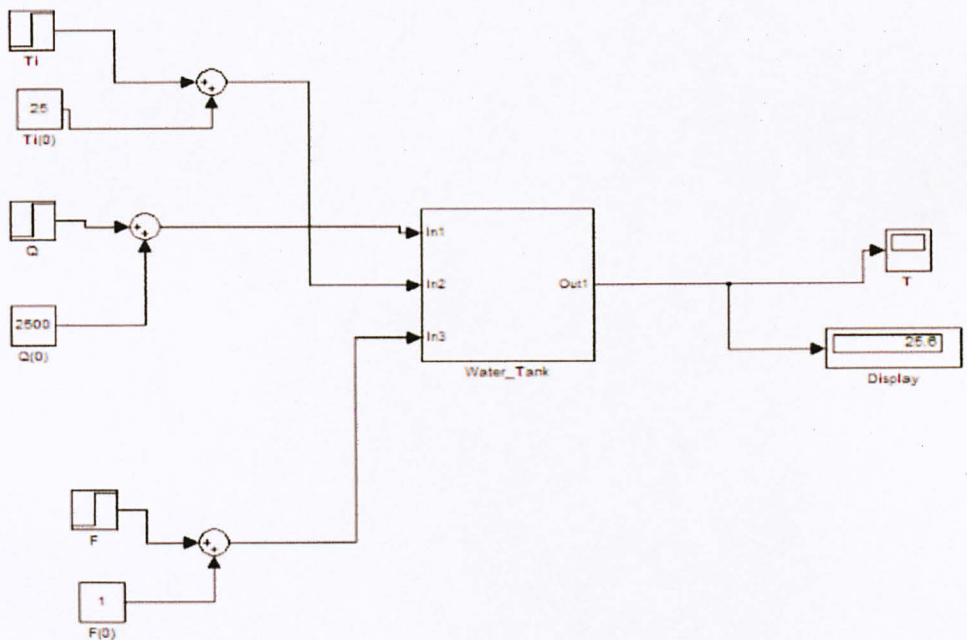 Ti
25
Ti(0)
Q
2500
Q(0)
In1
In2
In3
Out1
Water_Tank
T
25.6
Display
F
1
F(0)